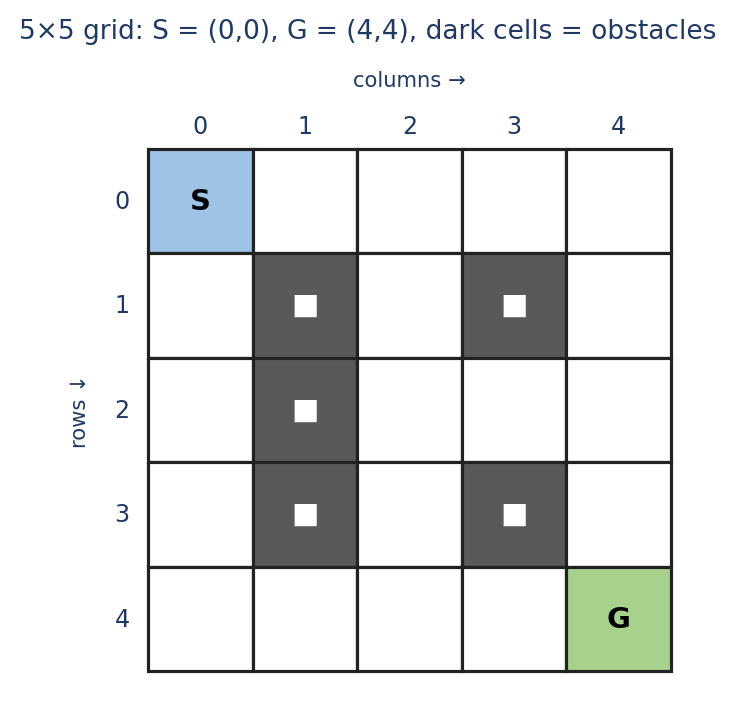 5×5 grid: S = (0,0), G = (4,4), dark cells = obstacles
columns →
0 1 2 3 4
0 S
1
rows ↓
2
3
4 G